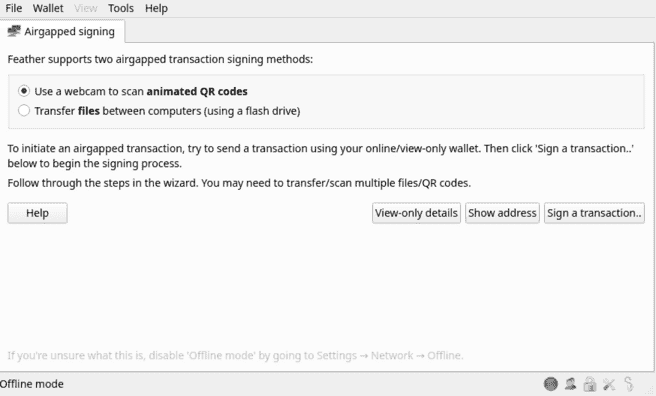 File Wallet View Tools Help
Airgapped signing
Feather supports two airgapped transaction signing methods:
Use a webcam to scan animated QR codes
Transfer files between computers (using a flash drive)
To initiate an airgapped transaction, try to send a transaction using your online/view-only wallet. Then click 'Sign a transaction..'
below to begin the signing process.
Follow through the steps in the wizard. You may need to transfer/scan multiple files/QR codes.
Help View-only details Show address Sign a transaction..
If you're unsure what this is, disable 'Offline mode' by going to Settings → Network → Offline.
Offline mode